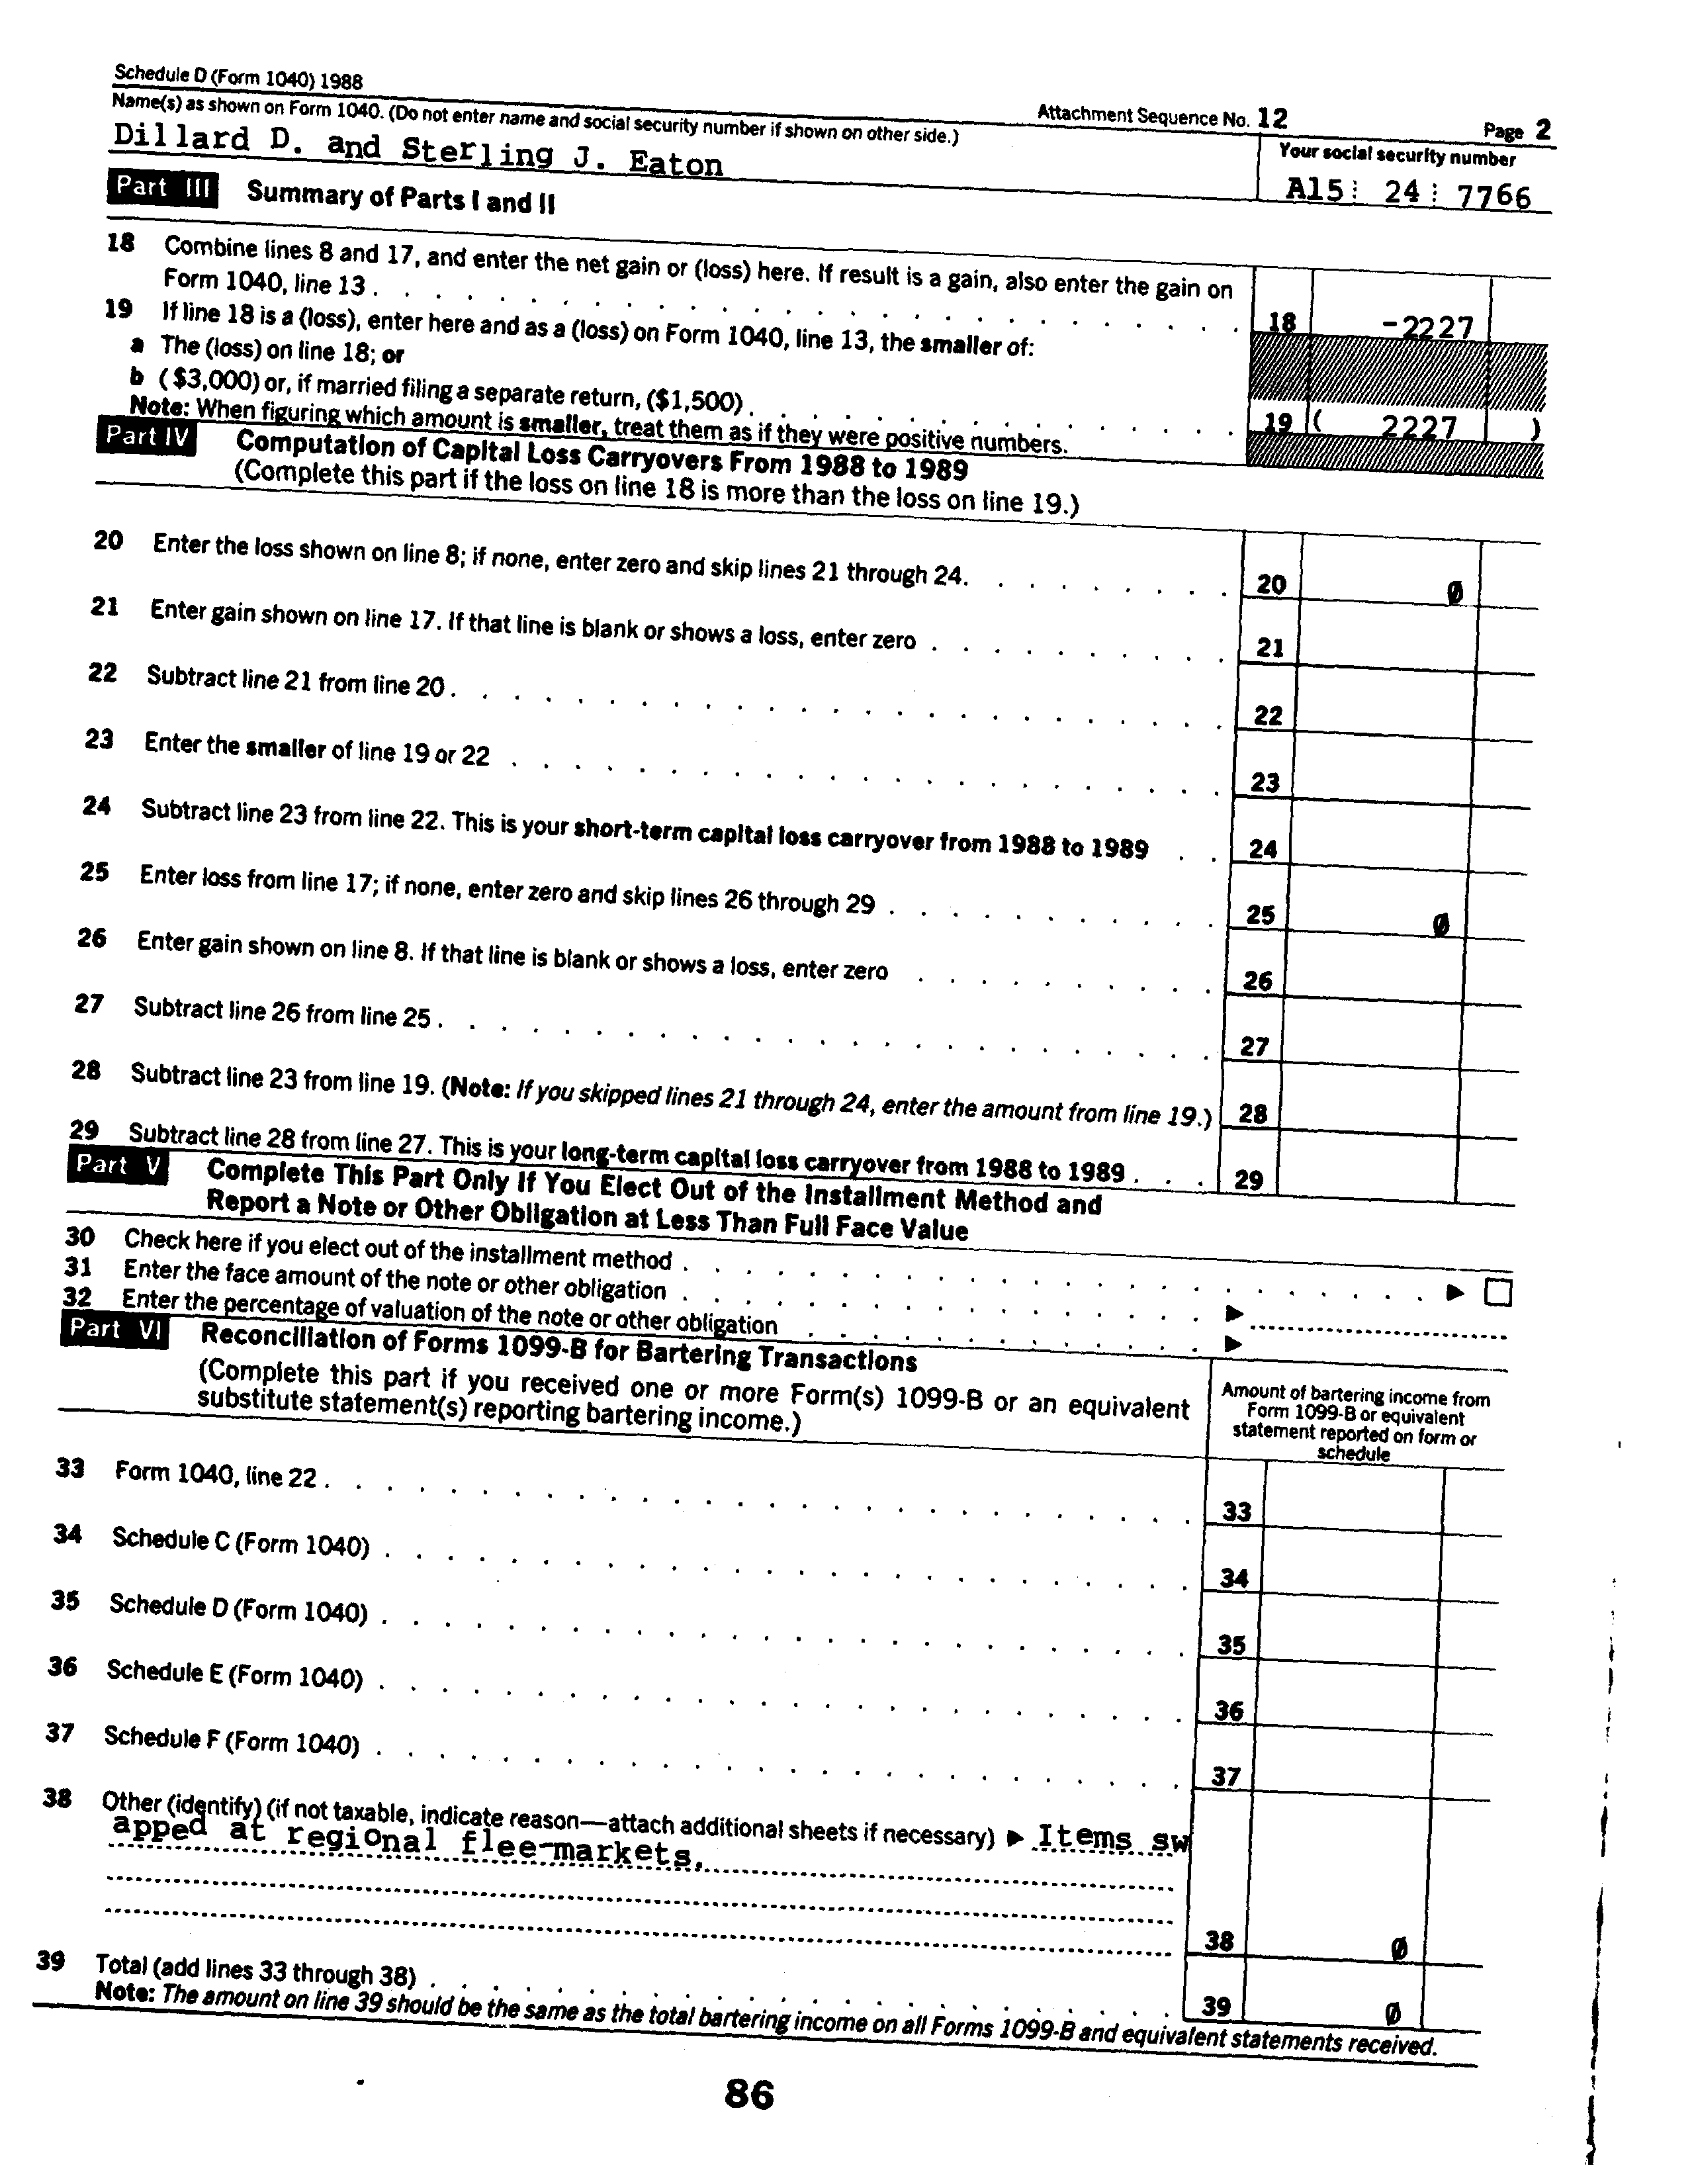 Schedule D (Form 1040) 1988
Attachment Sequence No. 12
Page 2
Name(s) as shown on Form 1040. (Do not enter name and social security number if shown on other side.)
Your social security number
Dillard D. and Sterling J. Eaton
A15 24 7766
Part III Summary of Parts I and II
18 Combine lines 8 and 17, and enter the net gain or (loss) here. If result is a gain, also enter the gain on
Form 1040, line 13 . . . 18 -2227
19 If line 18 is a (loss), enter here and as a (loss) on Form 1040, line 13, the smaller of:
a The (loss) on line 18; or
b ($3,000) or, if married filing a separate return, ($1,500) . . . 19 ( 2227 )
Note: When figuring which amount is smaller, treat them as if they were positive numbers.
Part IV Computation of Capital Loss Carryovers From 1988 to 1989
(Complete this part if the loss on line 18 is more than the loss on line 19.)
20 Enter the loss shown on line 8; if none, enter zero and skip lines 21 through 24 . . . 20 Ø
21 Enter gain shown on line 17. If that line is blank or shows a loss, enter zero . . . 21
22 Subtract line 21 from line 20 . . . 22
23 Enter the smaller of line 19 or 22 . . . 23
24 Subtract line 23 from line 22. This is your short-term capital loss carryover from 1988 to 1989 . . 24
25 Enter loss from line 17; if none, enter zero and skip lines 26 through 29 . . . 25 Ø
26 Enter gain shown on line 8. If that line is blank or shows a loss, enter zero . . . 26
27 Subtract line 26 from line 25 . . . 27
28 Subtract line 23 from line 19. (Note: If you skipped lines 21 through 24, enter the amount from line 19.) 28
29 Subtract line 28 from line 27. This is your long-term capital loss carryover from 1988 to 1989 . . . 29
Part V Complete This Part Only If You Elect Out of the Installment Method and
Report a Note or Other Obligation at Less Than Full Face Value
30 Check here if you elect out of the installment method . . . ▶ ☐
31 Enter the face amount of the note or other obligation . . . ▶
32 Enter the percentage of valuation of the note or other obligation . . . ▶
Part VI Reconciliation of Forms 1099-B for Bartering Transactions
(Complete this part if you received one or more Form(s) 1099-B or an equivalent
substitute statement(s) reporting bartering income.)
Amount of bartering income from
Form 1099-B or equivalent
statement reported on form or
schedule
33 Form 1040, line 22 . . . 33
34 Schedule C (Form 1040) . . . 34
35 Schedule D (Form 1040) . . . 35
36 Schedule E (Form 1040) . . . 36
37 Schedule F (Form 1040) . . . 37
38 Other (identify) (if not taxable, indicate reason—attach additional sheets if necessary) ▶ Items sw
apped at regional flee-markets.
38 Ø
39 Total (add lines 33 through 38) . . . 39 Ø
Note: The amount on line 39 should be the same as the total bartering income on all Forms 1099-B and equivalent statements received.
86